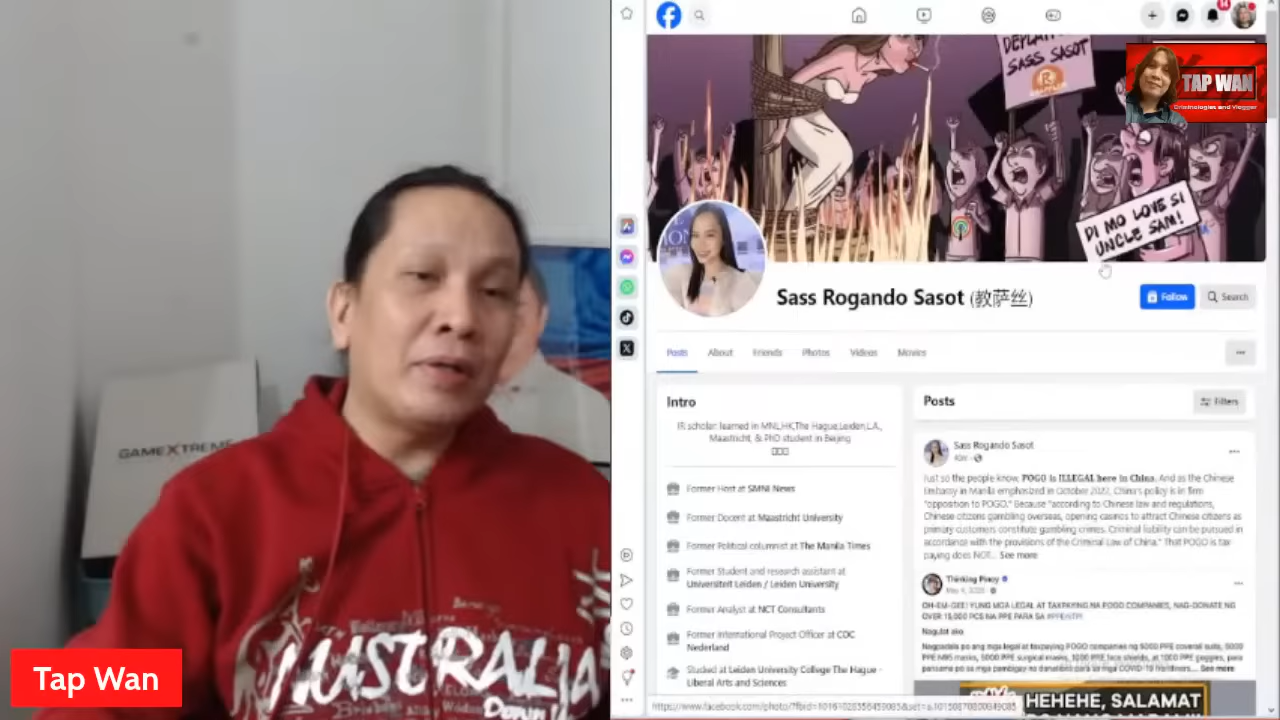 DEPLATFORM
SASS SASOT
TAP WAN
Criminologies and Vlogger
DI MO LOVE SI
UNCLE SAM!
Sass Rogando Sasot (教萨丝)
Follow
Search
Posts
About
Friends
Photos
Videos
Movies
Intro
IR scholar: learned in MNL,HK,The Hague,Leiden,L.A.,
Maastricht, & PhD student in Beijing
Former Host at SMNI News
Former Docent at Maastricht University
Former Political columnist at The Manila Times
Former Student and research assistant at
Universiteit Leiden / Leiden University
Former Analyst at NCT Consultants
Former International Project Officer at COC
Nederland
Studied at Leiden University College The Hague -
Liberal Arts and Sciences
Posts
Filters
Sass Rogando Sasot
Just so the people know, POGO is ILLEGAL here in China. And as the Chinese
Embassy in Manila emphasized in October 2022, China's policy is in firm
"opposition to POGO." Because "according to Chinese law and regulations,
Chinese citizens gambling overseas, opening casinos to attract Chinese citizens as
primary customers constitute gambling crimes. Criminal liability can be pursued in
accordance with the provisions of the Criminal Law of China." That POGO is tax
paying does NOT... See more
Thinking Pinoy
OH-EM-GEE! YUNG MGA LEGAL AT TAXPAYING NA POGO COMPANIES, NAG-DONATE NG
OVER 15,000 PCS NA PPE PARA SA
Nagulat ako
See more
HEHEHE, SALAMAT
GAMEXTREME
AUSTRALIA
Tap Wan